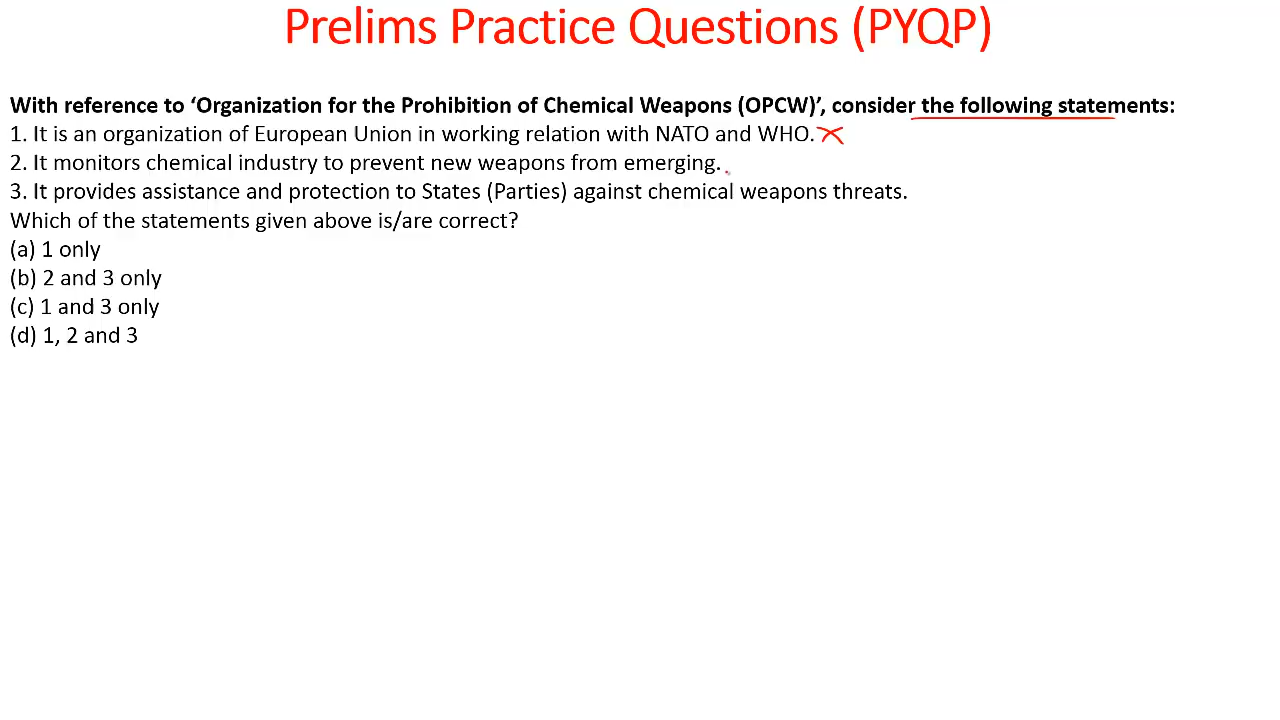 Prelims Practice Questions (PYQP)
With reference to ‘Organization for the Prohibition of Chemical Weapons (OPCW)’, consider the following statements:
1. It is an organization of European Union in working relation with NATO and WHO.
2. It monitors chemical industry to prevent new weapons from emerging.
3. It provides assistance and protection to States (Parties) against chemical weapons threats.
Which of the statements given above is/are correct?
(a) 1 only
(b) 2 and 3 only
(c) 1 and 3 only
(d) 1, 2 and 3